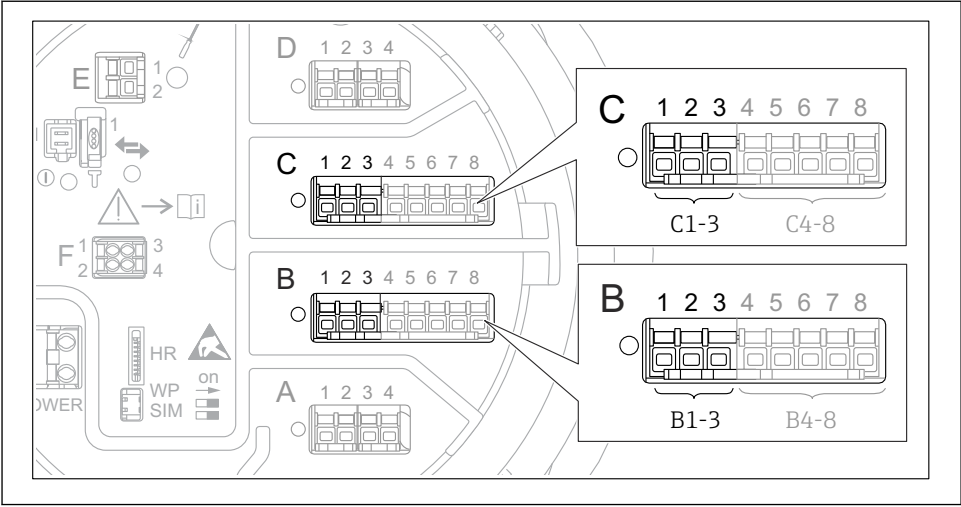 D 1 2 3 4
E 1
2
1
C 1 2 3 4 5 6 7 8
i
F 1 3
2 4
B 1 2 3 4 5 6 7 8
HR
WP on
SIM
OWER
A 1 2 3 4
C 1 2 3 4 5 6 7 8
C1-3 C4-8
B 1 2 3 4 5 6 7 8
B1-3 B4-8